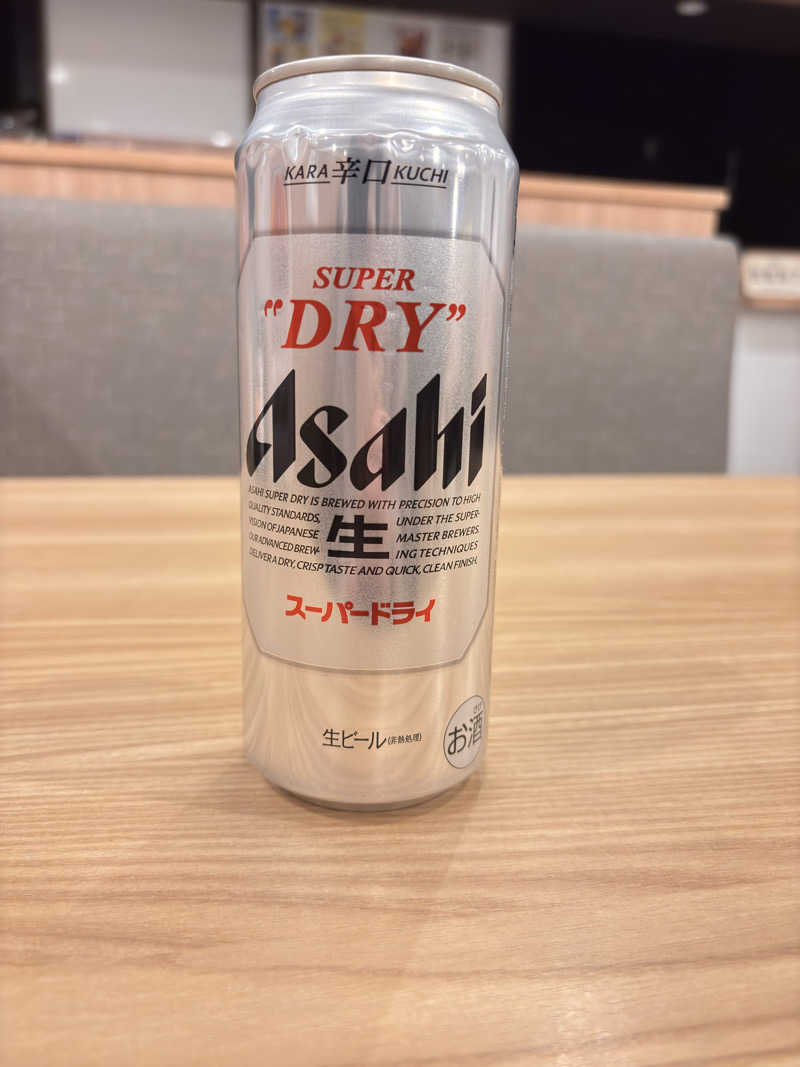 KARA 辛口 KUCHI
SUPER
“DRY”
Asahi
ASAHI SUPER DRY IS BREWED WITH PRECISION TO HIGH
QUALITY STANDARDS, UNDER THE SUPER-
VISION OF JAPANESE MASTER BREWERS.
OUR ADVANCED BREW- ING TECHNIQUES
DELIVER A DRY, CRISP TASTE AND QUICK, CLEAN FINISH.
生
スーパードライ
生ビール(非熱処理)
さけ
お酒